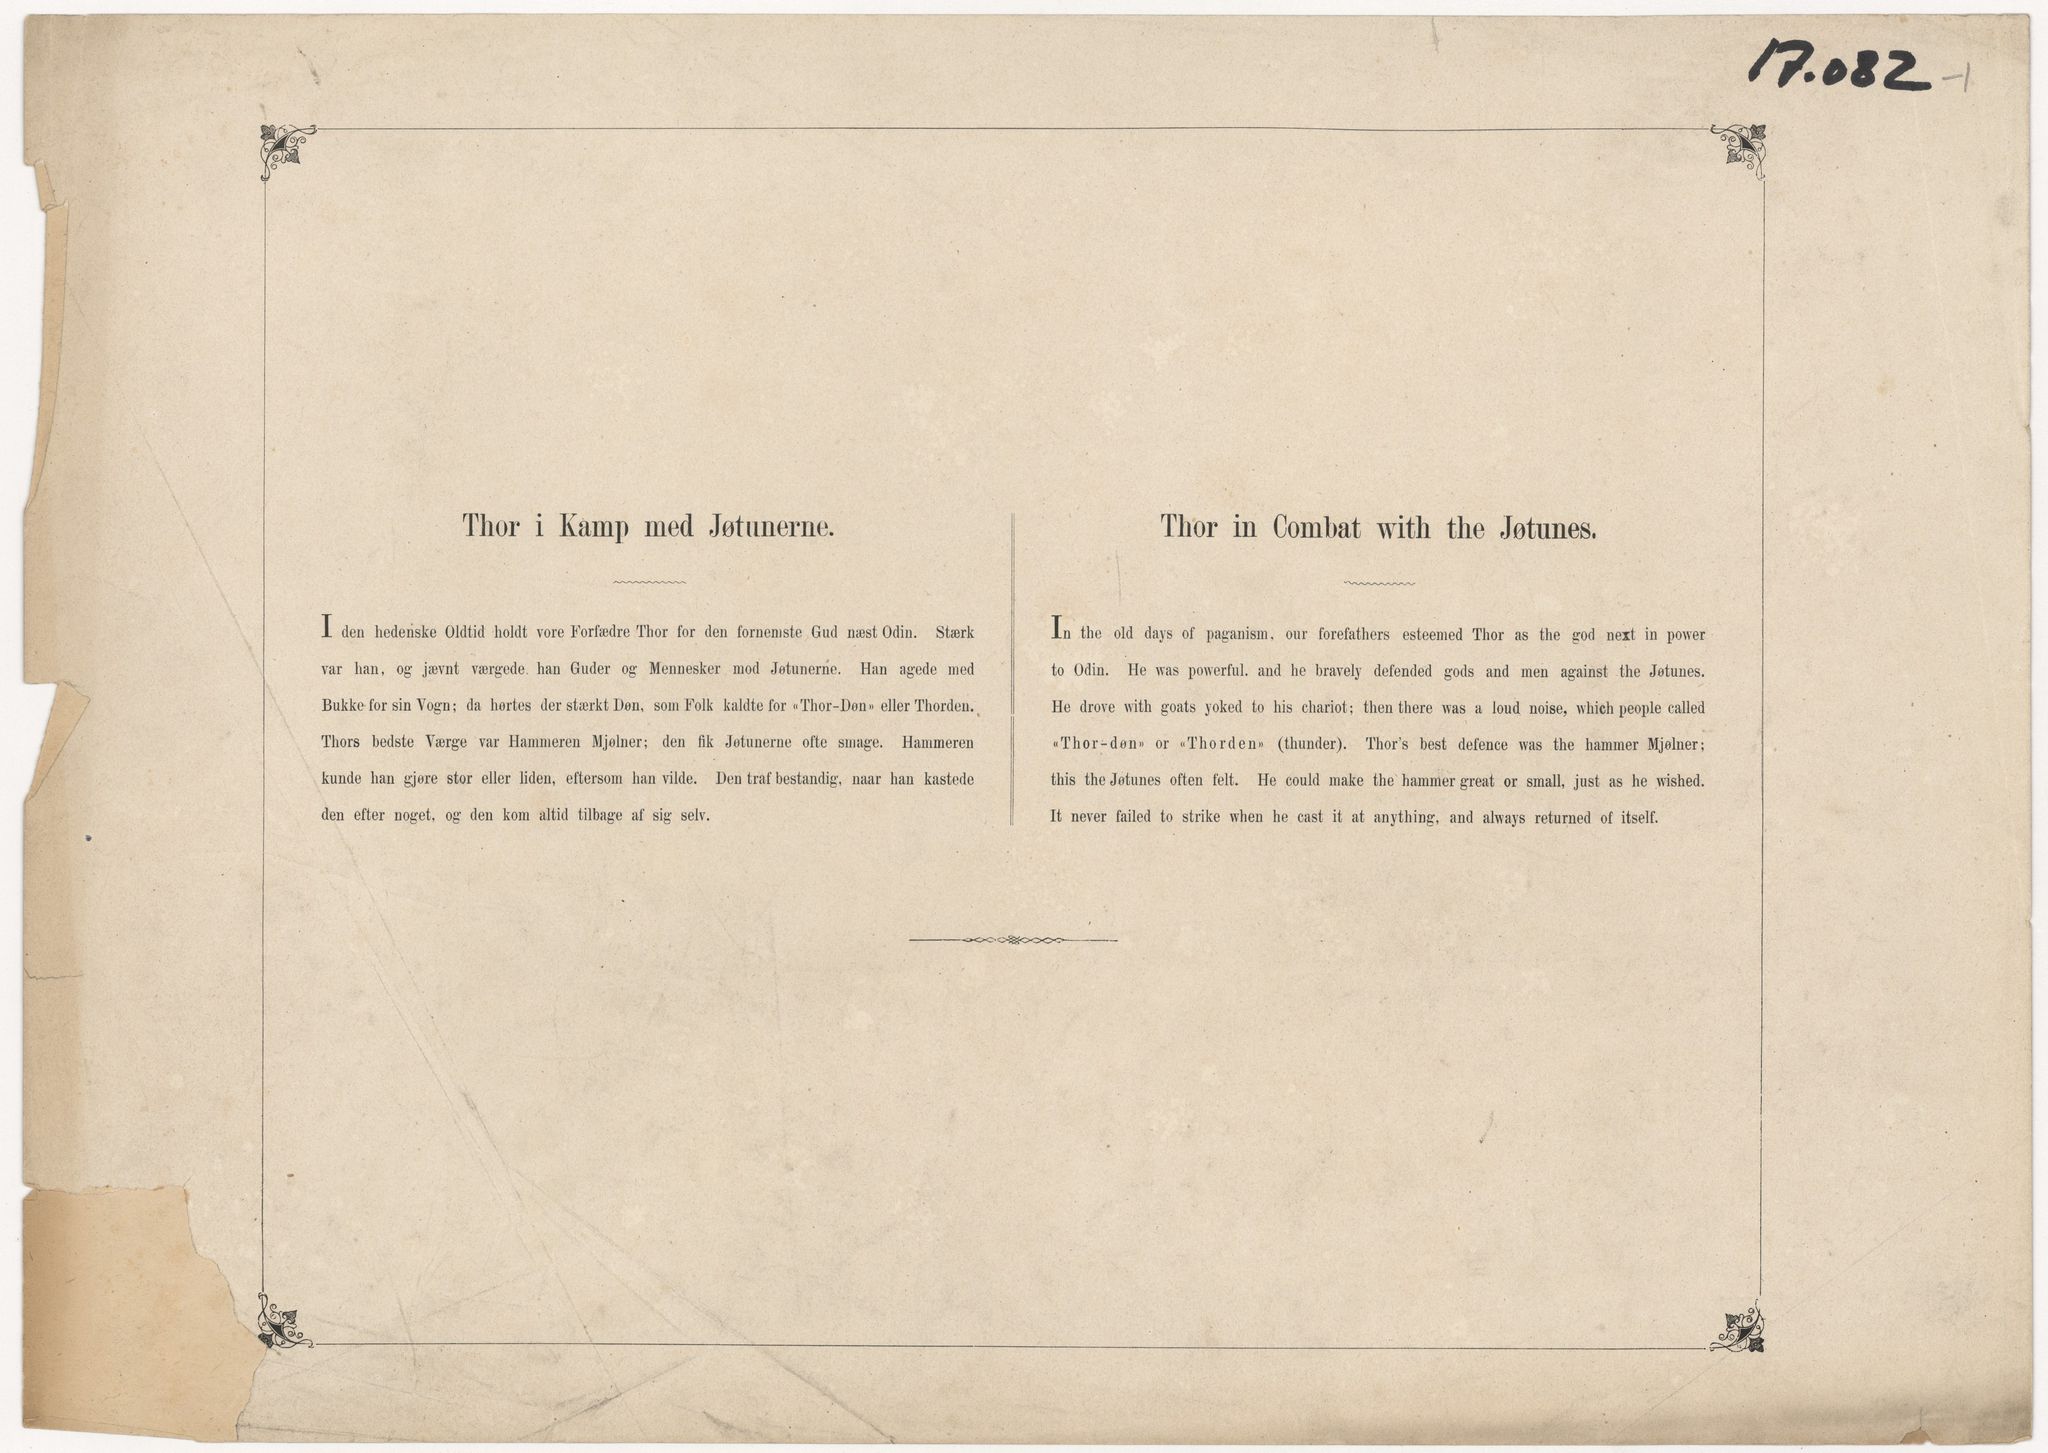 17.082 -1
Thor i Kamp med Jøtunerne.
I den hedenske Oldtid holdt vore Forfædre Thor for den fornemste Gud næst Odin. Stærk
var han, og jævnt værgede han Guder og Mennesker mod Jøtunerne. Han agede med
Bukke for sin Vogn; da hørtes der stærkt Døn, som Folk kaldte for «Thor-Døn» eller Thorden.
Thors bedste Værge var Hammeren Mjølner; den fik Jøtunerne ofte smage. Hammeren
kunde han gjøre stor eller liden, eftersom han vilde. Den traf bestandig, naar han kastede
den efter noget, og den kom altid tilbage af sig selv.
Thor in Combat with the Jøtunes.
In the old days of paganism, our forefathers esteemed Thor as the god next in power
to Odin. He was powerful. and he bravely defended gods and men against the Jøtunes.
He drove with goats yoked to his chariot; then there was a loud noise, which people called
«Thor-døn» or «Thorden» (thunder). Thor's best defence was the hammer Mjølner;
this the Jøtunes often felt. He could make the hammer great or small, just as he wished.
It never failed to strike when he cast it at anything, and always returned of itself.